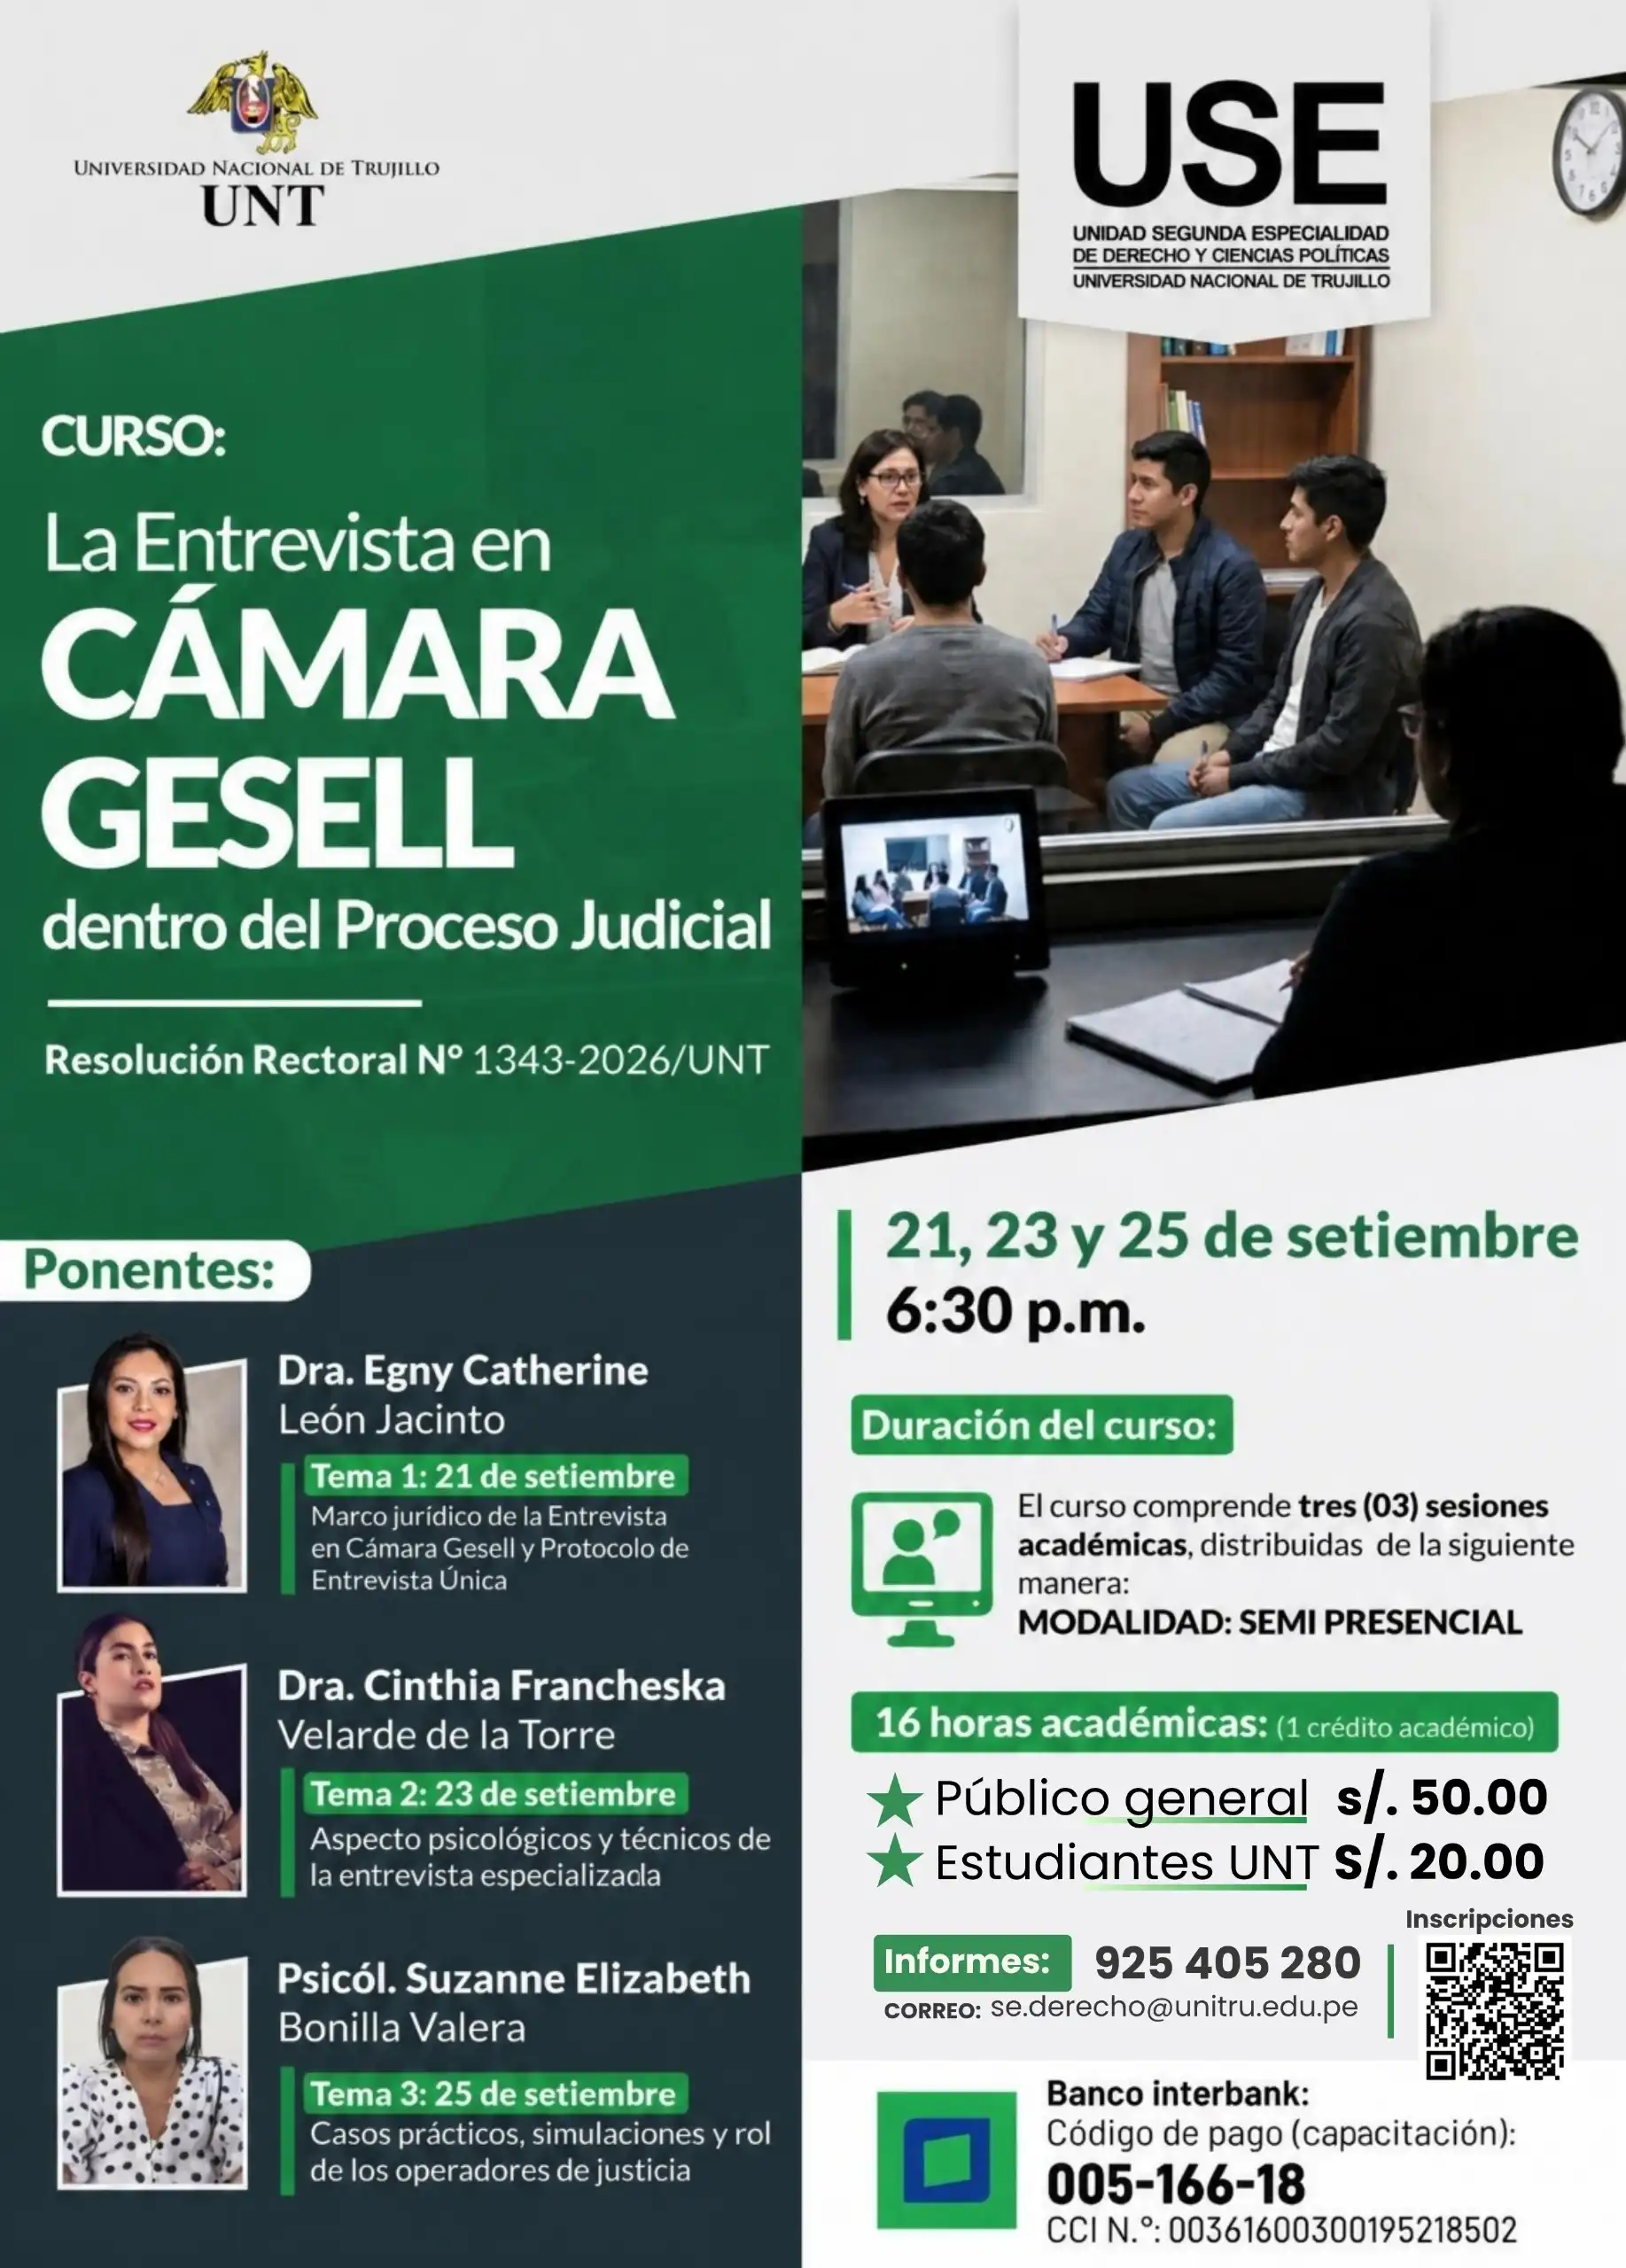 UNIVERSIDAD NACIONAL DE TRUJILLO
UNT
USE
UNIDAD SEGUNDA ESPECIALIDAD
DE DERECHO Y CIENCIAS POLÍTICAS
UNIVERSIDAD NACIONAL DE TRUJILLO
CURSO:
La Entrevista en
CÁMARA
GESELL
dentro del Proceso Judicial
Resolución Rectoral Nº 1343-2026/UNT
Ponentes:
Dra. Egny Catherine
León Jacinto
Tema 1: 21 de setiembre
Marco jurídico de la Entrevista
en Cámara Gesell y Protocolo de
Entrevista Única
Dra. Cinthia Francheska
Velarde de la Torre
Tema 2: 23 de setiembre
Aspecto psicológicos y técnicos de
la entrevista especializada
Psicól. Suzanne Elizabeth
Bonilla Valera
Tema 3: 25 de setiembre
Casos prácticos, simulaciones y rol
de los operadores de justicia
21, 23 y 25 de setiembre
6:30 p.m.
Duración del curso:
El curso comprende tres (03) sesiones
académicas, distribuidas de la siguiente
manera:
MODALIDAD: SEMI PRESENCIAL
16 horas académicas: (1 crédito académico)
Público general s/. 50.00
Estudiantes UNT S/. 20.00
Inscripciones
Informes: 925 405 280
CORREO: se.derecho@unitru.edu.pe
Banco interbank:
Código de pago (capacitación):
005-166-18
CCI N.°: 00361600300195218502